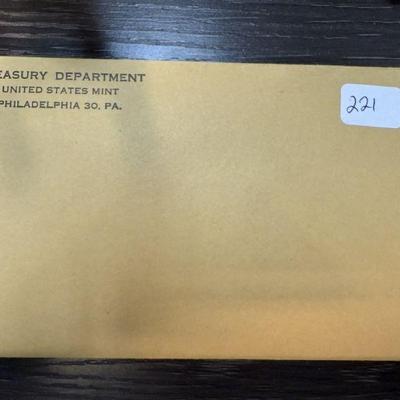 EASURY DEPARTMENT
UNITED STATES MINT
PHILADELPHIA 30, PA.
221